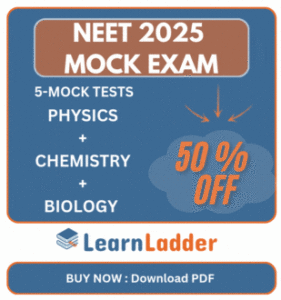 NEET 2025
MOCK EXAM
5-MOCK TESTS
PHYSICS
+
CHEMISTRY
+
BIOLOGY
50 %
OFF
LearnLadder
BUY NOW : Download PDF